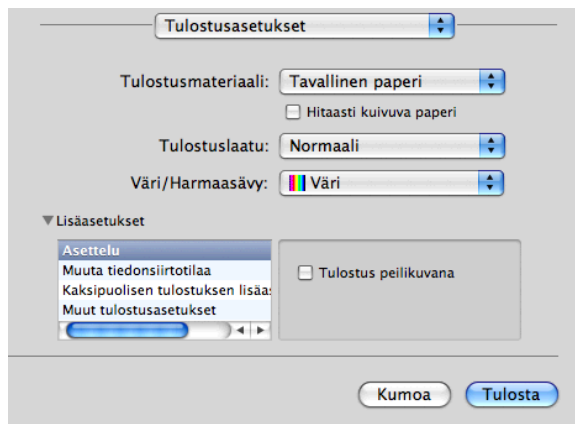 Tulostusasetukset
Tulostusmateriaali: Tavallinen paperi
Hitaasti kuivuva paperi
Tulostuslaatu: Normaali
Väri/Harmaasävy: Väri
Lisäasetukset
Asettelu
Muuta tiedonsiirtotilaa
Kaksipuolisen tulostuksen lisäas
Muut tulostusasetukset
Tulostus peilikuvana
Kumoa Tulosta